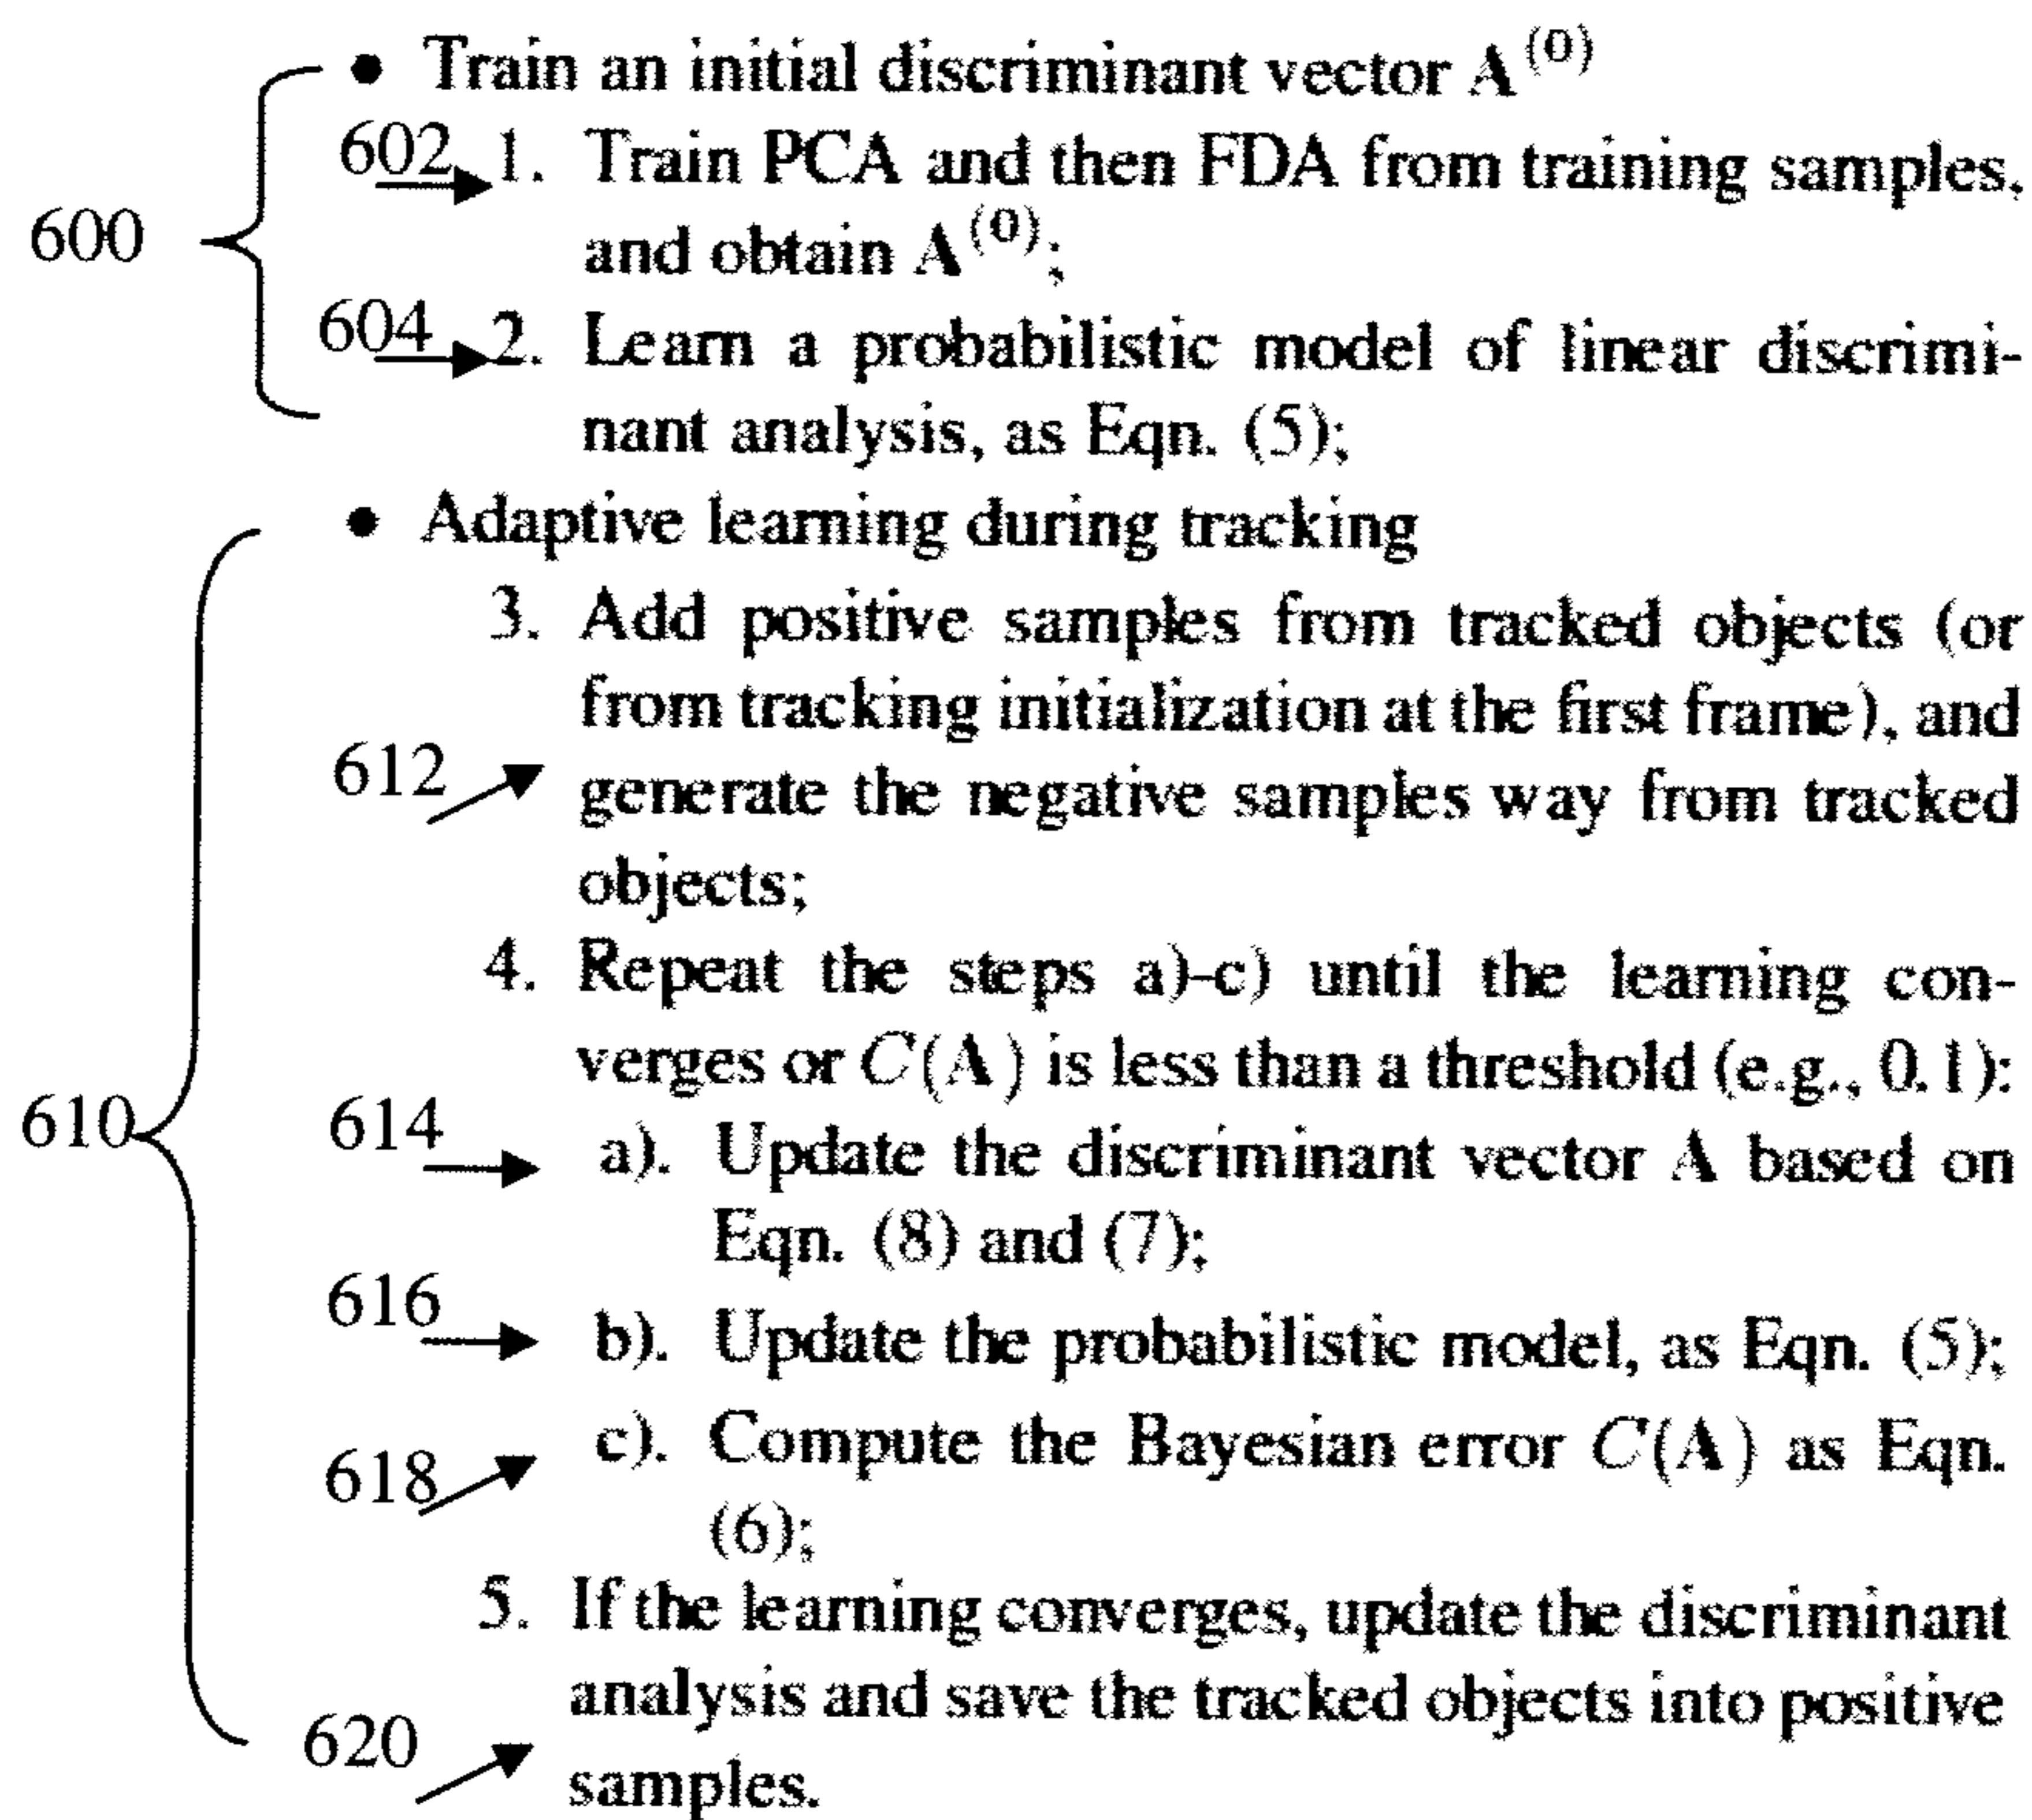 • Train an initial discriminant vector A^(0)
602 1. Train PCA and then FDA from training samples,
600 and obtain A^(0);
604 2. Learn a probabilistic model of linear discrimi-
nant analysis, as Eqn. (5);
• Adaptive learning during tracking
3. Add positive samples from tracked objects (or
from tracking initialization at the first frame), and
612 generate the negative samples way from tracked
objects;
4. Repeat the steps a)-c) until the learning con-
verges or C(A) is less than a threshold (e.g., 0.1):
610 614 a). Update the discriminant vector A based on
Eqn. (8) and (7);
616 b). Update the probabilistic model, as Eqn. (5);
618 c). Compute the Bayesian error C(A) as Eqn.
(6);
5. If the learning converges, update the discriminant
analysis and save the tracked objects into positive
620 samples.